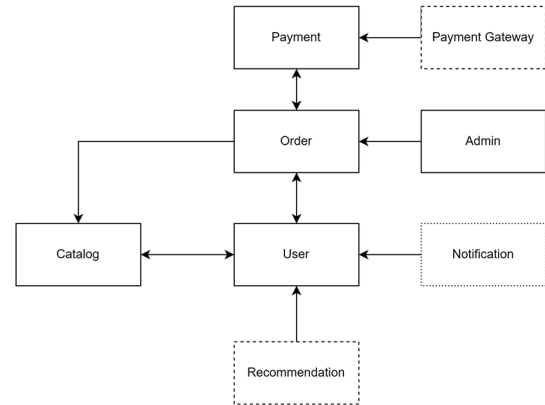 Payment
Payment Gateway
Order
Admin
Catalog
User
Notification
Recommendation